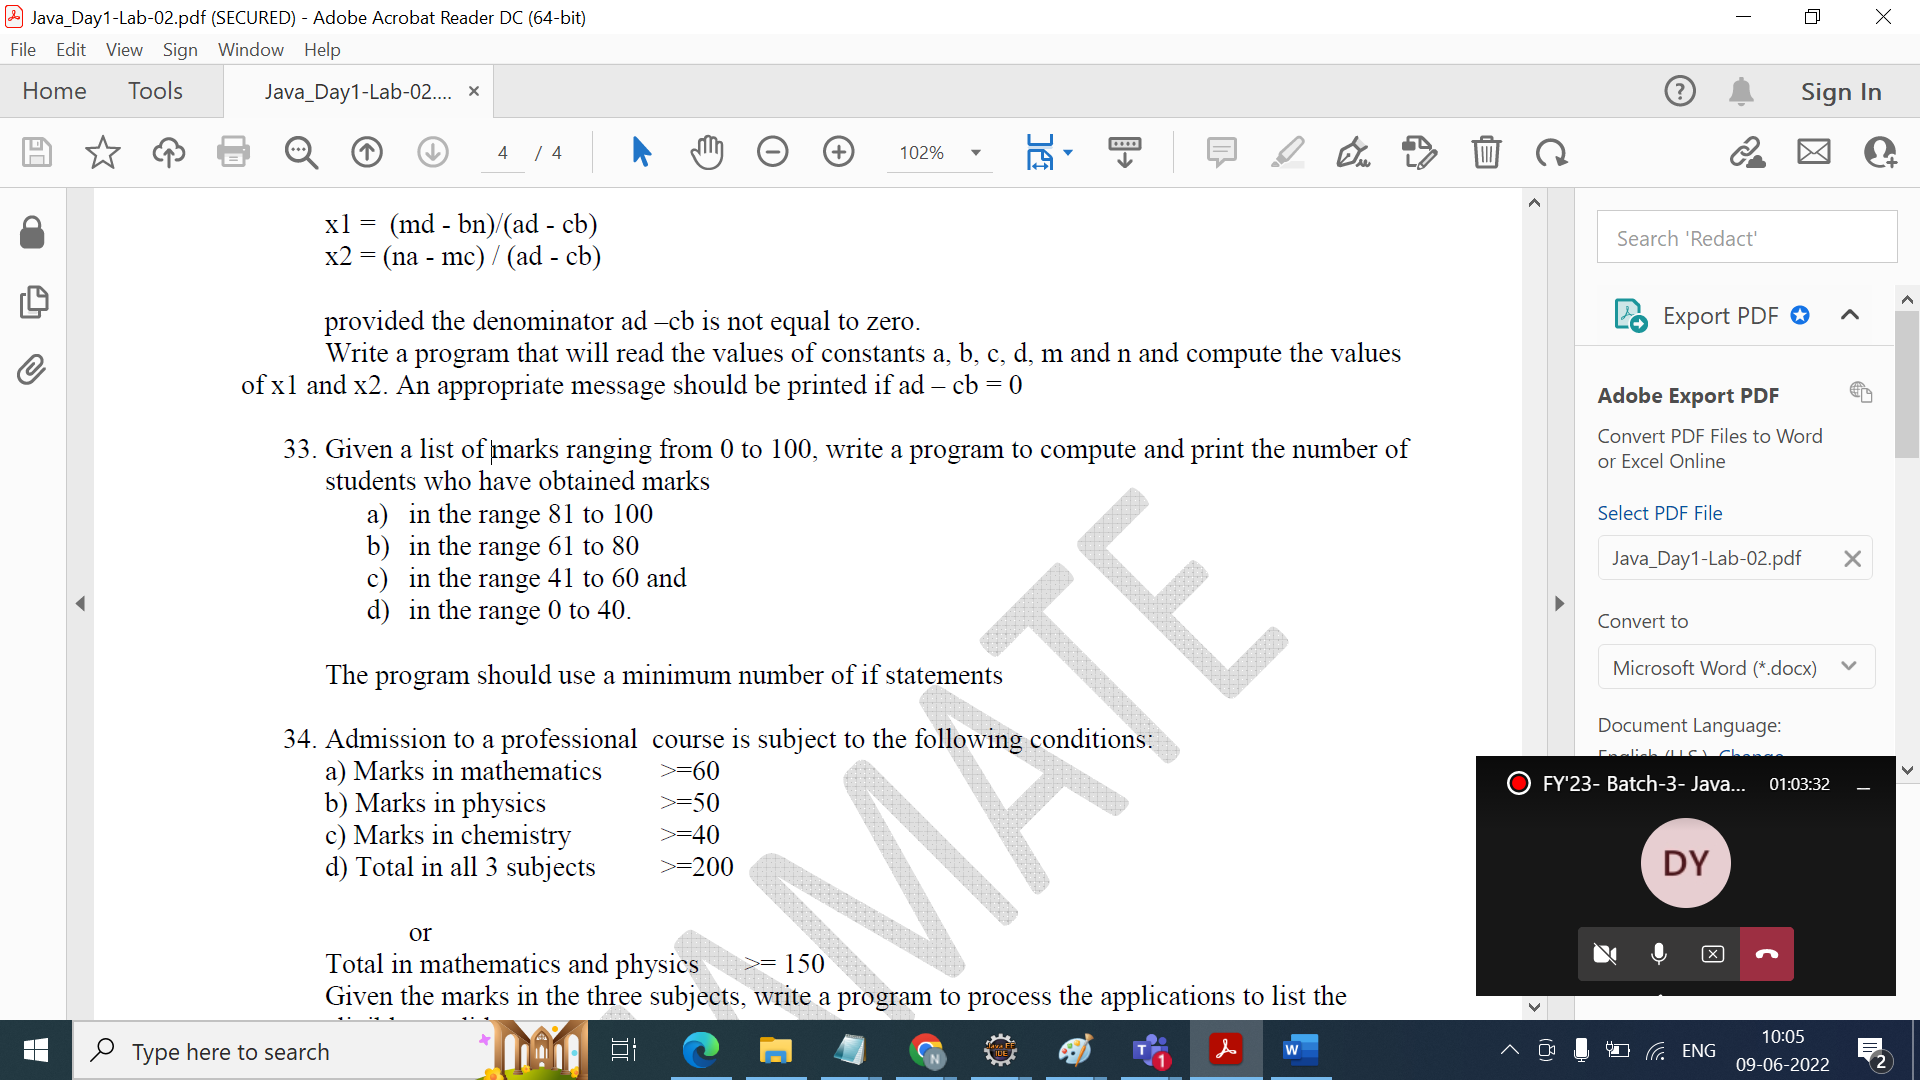 Java_Day1-Lab-02.pdf (SECURED) - Adobe Acrobat Reader DC (64-bit)
File Edit View Sign Window Help
Home Tools Java_Day1-Lab-02.... × Sign In
4 / 4 102%
x1 = (md - bn)/(ad - cb)
x2 = (na - mc) / (ad - cb)
provided the denominator ad –cb is not equal to zero.
Write a program that will read the values of constants a, b, c, d, m and n and compute the values
of x1 and x2. An appropriate message should be printed if ad – cb = 0
33. Given a list of marks ranging from 0 to 100, write a program to compute and print the number of
students who have obtained marks
a) in the range 81 to 100
b) in the range 61 to 80
c) in the range 41 to 60 and
d) in the range 0 to 40.
The program should use a minimum number of if statements
34. Admission to a professional course is subject to the following conditions:
a) Marks in mathematics >=60
b) Marks in physics >=50
c) Marks in chemistry >=40
d) Total in all 3 subjects >=200
or
Total in mathematics and physics >= 150
Given the marks in the three subjects, write a program to process the applications to list the
MATE
Search 'Redact'
Export PDF
Adobe Export PDF
Convert PDF Files to Word
or Excel Online
Select PDF File
Java_Day1-Lab-02.pdf
Convert to
Microsoft Word (*.docx)
Document Language:
English (U.S.) Change
FY'23- Batch-3- Java... 01:03:32
DY
Type here to search
ENG
10:05
09-06-2022
2